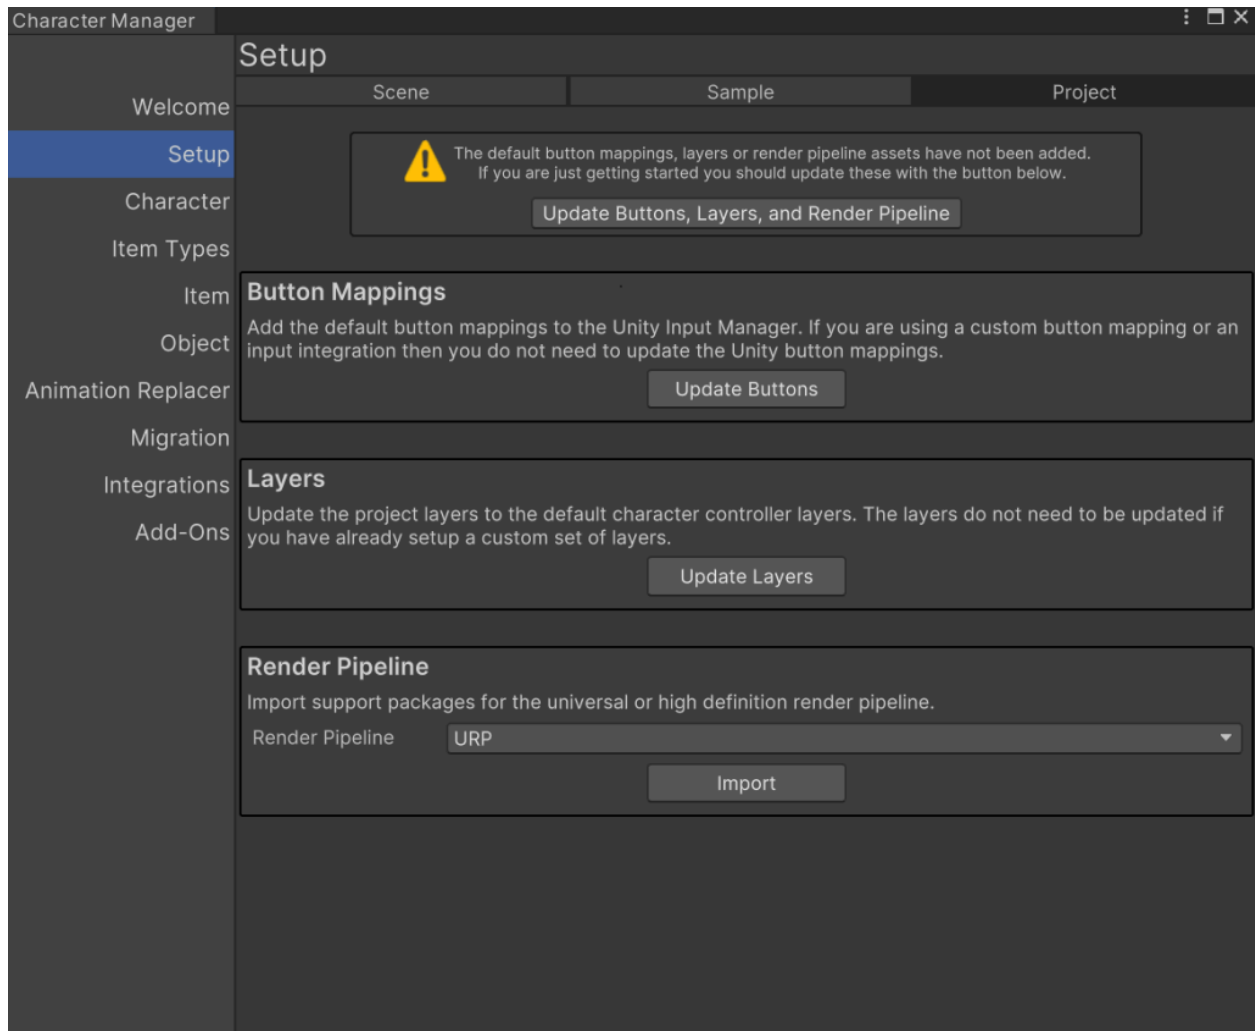 Character Manager
Setup
Scene
Sample
Project
Welcome
Setup
Character
Item Types
Item
Object
Animation Replacer
Migration
Integrations
Add-Ons
The default button mappings, layers or render pipeline assets have not been added.
If you are just getting started you should update these with the button below.
Update Buttons, Layers, and Render Pipeline
Button Mappings
Add the default button mappings to the Unity Input Manager. If you are using a custom button mapping or an
input integration then you do not need to update the Unity button mappings.
Update Buttons
Layers
Update the project layers to the default character controller layers. The layers do not need to be updated if
you have already setup a custom set of layers.
Update Layers
Render Pipeline
Import support packages for the universal or high definition render pipeline.
Render Pipeline
URP
Import